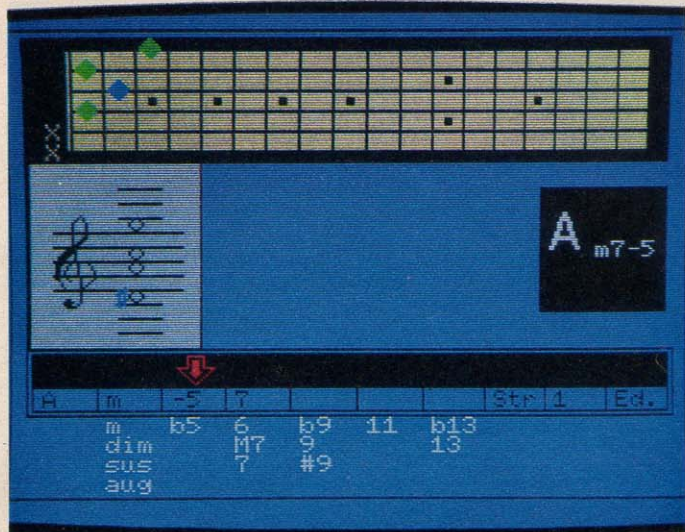 X
X
A m7-5
A m -5 7 Str 1 Ed.
m b5 6 b9 11 b13
dim M7 9 13
sus 7 #9
aug